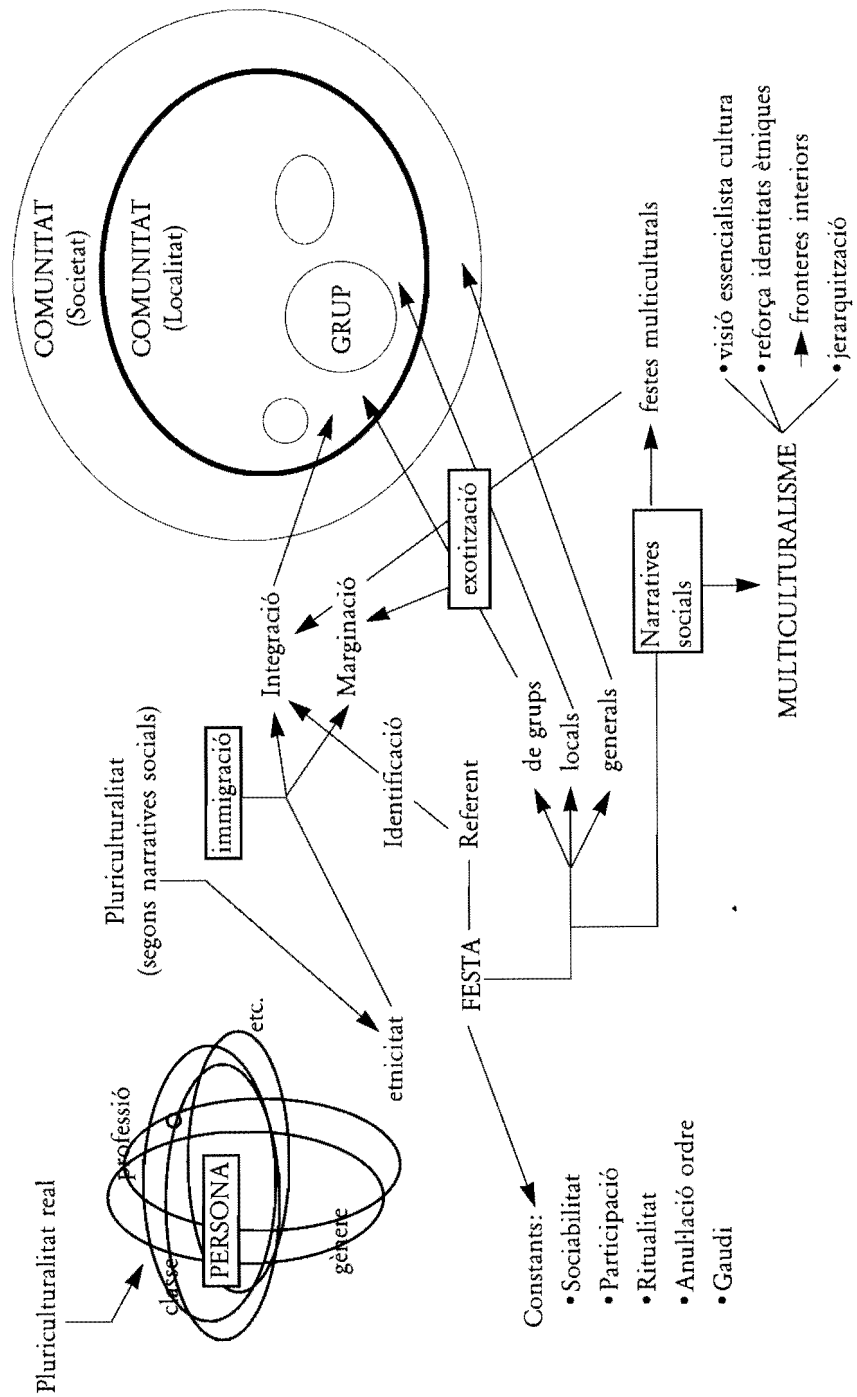 Pluriculturalitat real
professió
classe
PERSONA
gènere
etc.
etnicitat
Pluriculturalitat
(segons narratives socials)
immigració
Integració
Marginació
Identificació
COMUNITAT
(Societat)
COMUNITAT
(Localitat)
GRUP
FESTA
Referent
de grups
locals
generals
exotització
Constants:
• Sociabilitat
• Participació
• Ritualitat
• Anul·lació ordre
• Gaudi
Narratives
socials
festes multiculturals
MULTICULTURALISME
• visió essencialista cultura
• reforça identitats ètniques
fronteres interiors
• jerarquització